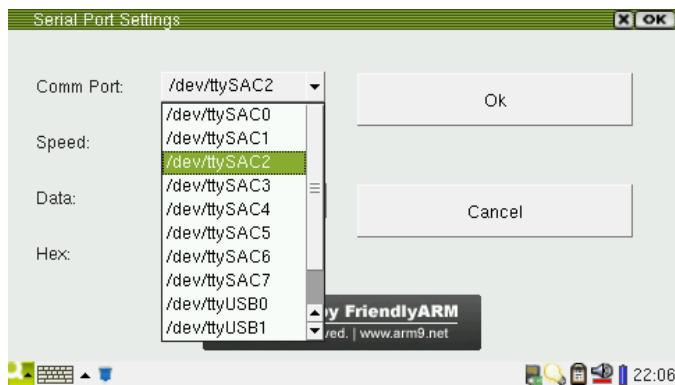 Serial Port Settings
OK
Comm Port:
/dev/ttySAC2
Ok
/dev/ttySAC0
/dev/ttySAC1
Speed:
/dev/ttySAC2
/dev/ttySAC3
Data:
/dev/ttySAC4
Cancel
/dev/ttySAC5
Hex:
/dev/ttySAC6
/dev/ttySAC7
/dev/ttyUSB0
by FriendlyARM
/dev/ttyUSB1
ved. | www.arm9.net
22:06